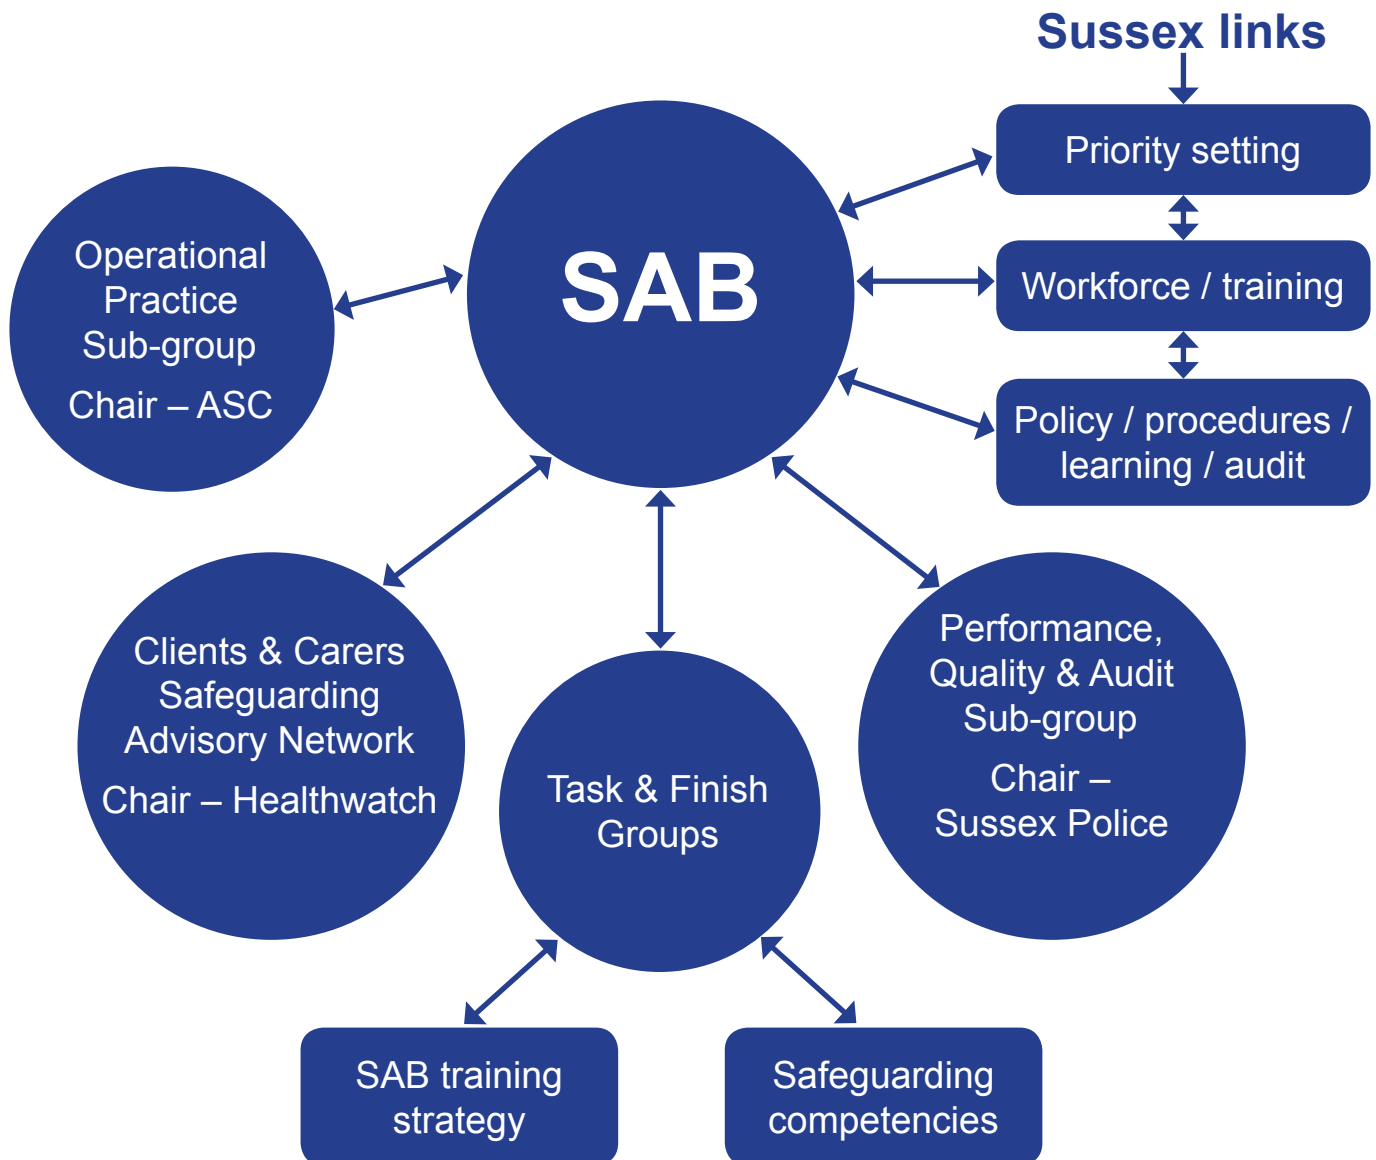 Sussex links
Priority setting
SAB
Workforce / training
Policy / procedures /
learning / audit
Operational
Practice
Sub-group
Chair – ASC
Clients & Carers
Safeguarding
Advisory Network
Chair – Healthwatch
Task & Finish
Groups
Performance,
Quality & Audit
Sub-group
Chair –
Sussex Police
SAB training
strategy
Safeguarding
competencies